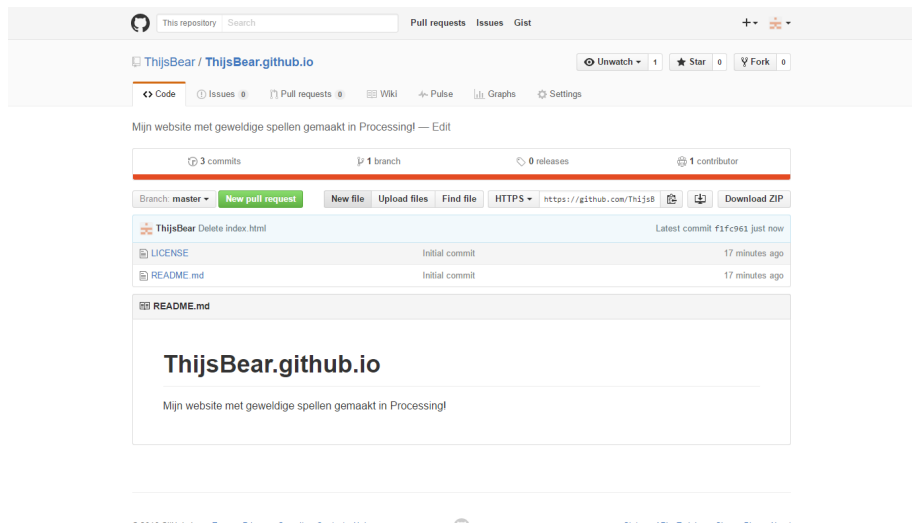 This repository Search Pull requests Issues Gist
ThijsBear / ThijsBear.github.io Unwatch 1 Star 0 Fork 0
Code Issues 0 Pull requests 0 Wiki Pulse Graphs Settings
Mijn website met geweldige spellen gemaakt in Processing! — Edit
3 commits 1 branch 0 releases 1 contributor
Branch: master New pull request New file Upload files Find file HTTPS https://github.com/ThijsB Download ZIP
ThijsBear Delete index.html Latest commit f1fc961 just now
LICENSE Initial commit 17 minutes ago
README.md Initial commit 17 minutes ago
README.md
ThijsBear.github.io
Mijn website met geweldige spellen gemaakt in Processing!